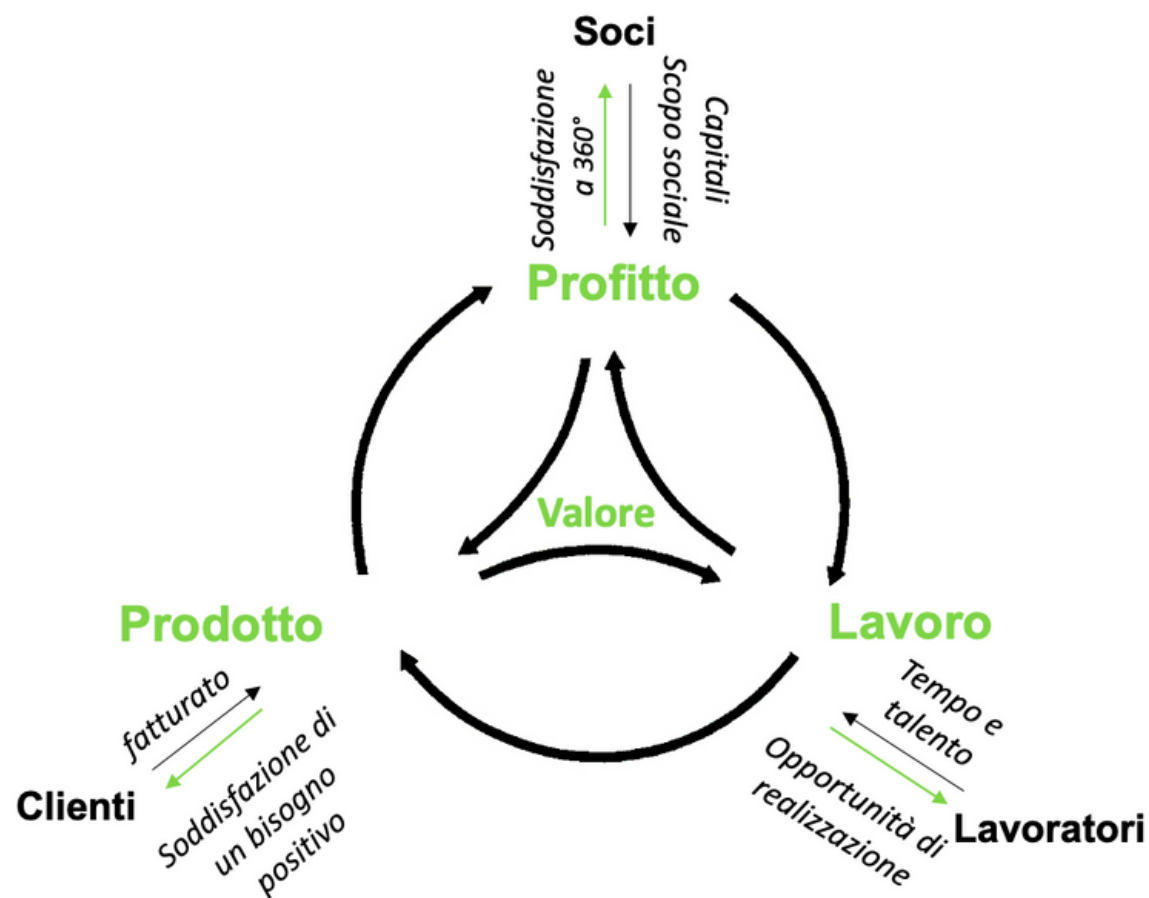 Soci
Soddisfazione
a 360°
Capitali
Scopo sociale
Profitto
Valore
Prodotto
Lavoro
fatturato
Clienti
Soddisfazione di
un bisogno
positivo
Tempo e
talento
Opportunità di
realizzazione
Lavoratori